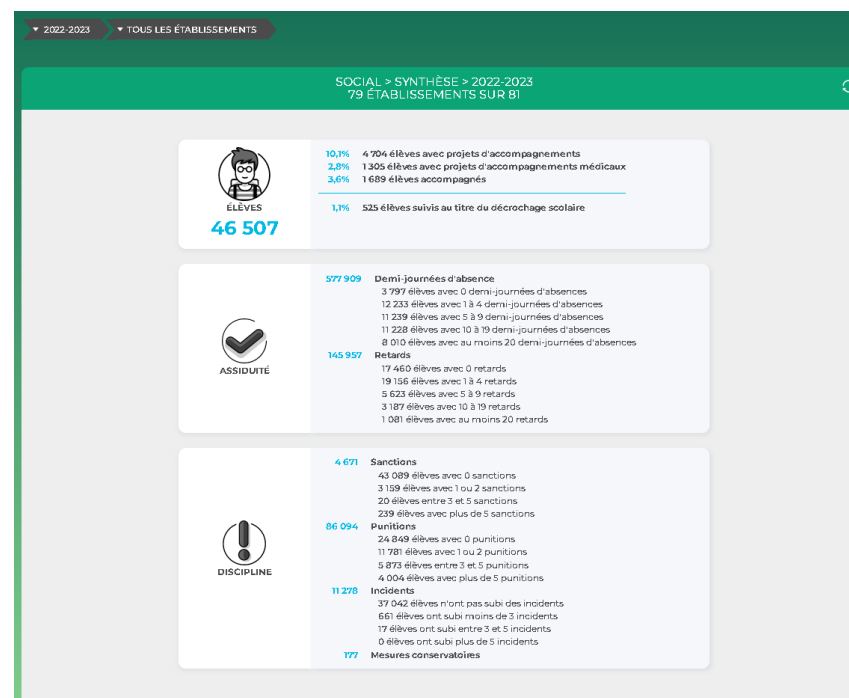 2022-2023
TOUS LES ÉTABLISSEMENTS
SOCIAL > SYNTHÈSE > 2022-2023
79 ÉTABLISSEMENTS SUR 81
ÉLÈVES
46 507
10,1% 4 704 élèves avec projets d'accompagnements
2,8% 1 305 élèves avec projets d'accompagnements médicaux
3,6% 1 689 élèves accompagnés
1,1% 525 élèves suivis au titre du décrochage scolaire
ASSIDUITÉ
577 909 Demi-journées d'absence
3 797 élèves avec 0 demi-journées d'absences
12 233 élèves avec 1 à 4 demi-journées d'absences
11 239 élèves avec 5 à 9 demi-journées d'absences
11 228 élèves avec 10 à 19 demi-journées d'absences
8 010 élèves avec au moins 20 demi-journées d'absences
145 957 Retards
17 460 élèves avec 0 retards
19 156 élèves avec 1 à 4 retards
5 623 élèves avec 5 à 9 retards
3 187 élèves avec 10 à 19 retards
1 081 élèves avec au moins 20 retards
DISCIPLINE
4 671 Sanctions
43 089 élèves avec 0 sanctions
3 159 élèves avec 1 ou 2 sanctions
20 élèves entre 3 et 5 sanctions
239 élèves avec plus de 5 sanctions
86 094 Punitions
24 849 élèves avec 0 punitions
11 781 élèves avec 1 ou 2 punitions
5 873 élèves entre 3 et 5 punitions
4 004 élèves avec plus de 5 punitions
11 278 Incidents
37 042 élèves n'ont pas subi des incidents
661 élèves ont subi moins de 3 incidents
17 élèves ont subi entre 3 et 5 incidents
0 élèves ont subi plus de 5 incidents
177 Mesures conservatoires